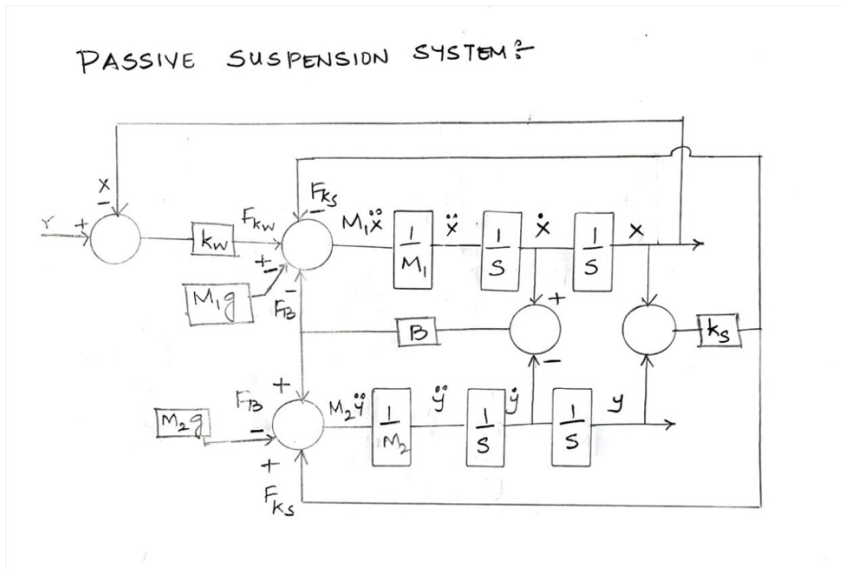 PASSIVE SUSPENSION SYSTEM:-
x
-
r +
kw
Fkw
+
Fks
-
M₁ẍ
1
M₁
ẍ
1
S
ẋ
1
S
x
M₁g
-
-
FB
B
+
-
ks
M₂g
-
FB
+
M₂ÿ
1
M₂
ÿ
1
S
ẏ
1
S
y
+
Fks